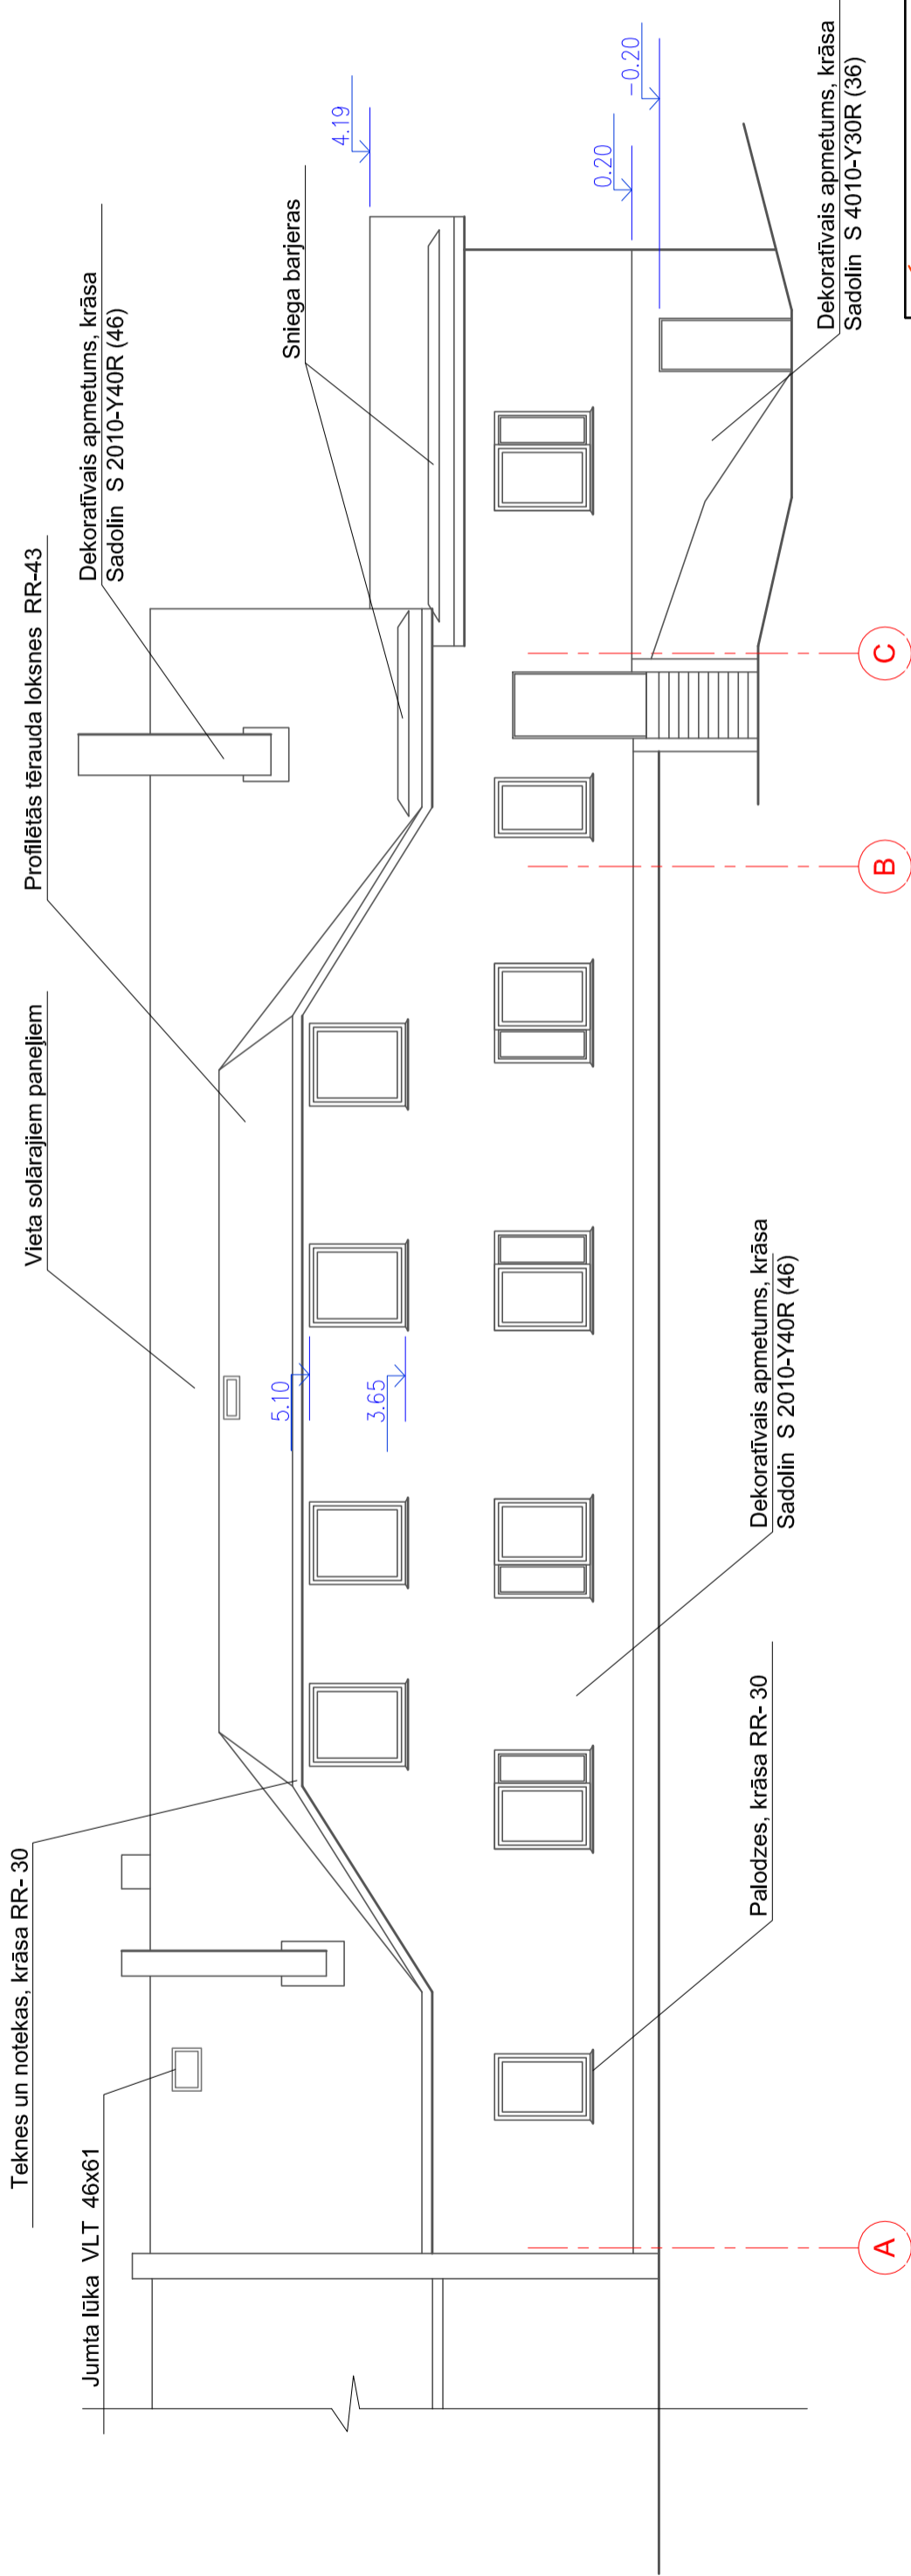 Jumta lūka  VLT  46x61
Teknes un notekas, krāsa RR- 30
Vieta solārajiem paneļiem
Profilētās tērauda loksnes  RR-43
Dekoratīvais apmetums, krāsa
Sadolin  S 2010-Y40R (46)
Sniega barjeras
4.19
5.10
3.65
0.20
-0.20
Palodzes, krāsa RR- 30
Dekoratīvais apmetums, krāsa
Sadolin  S 2010-Y40R (46)
Dekoratīvais apmetums, krāsa
Sadolin  S 4010-Y30R (36)
A
B
C